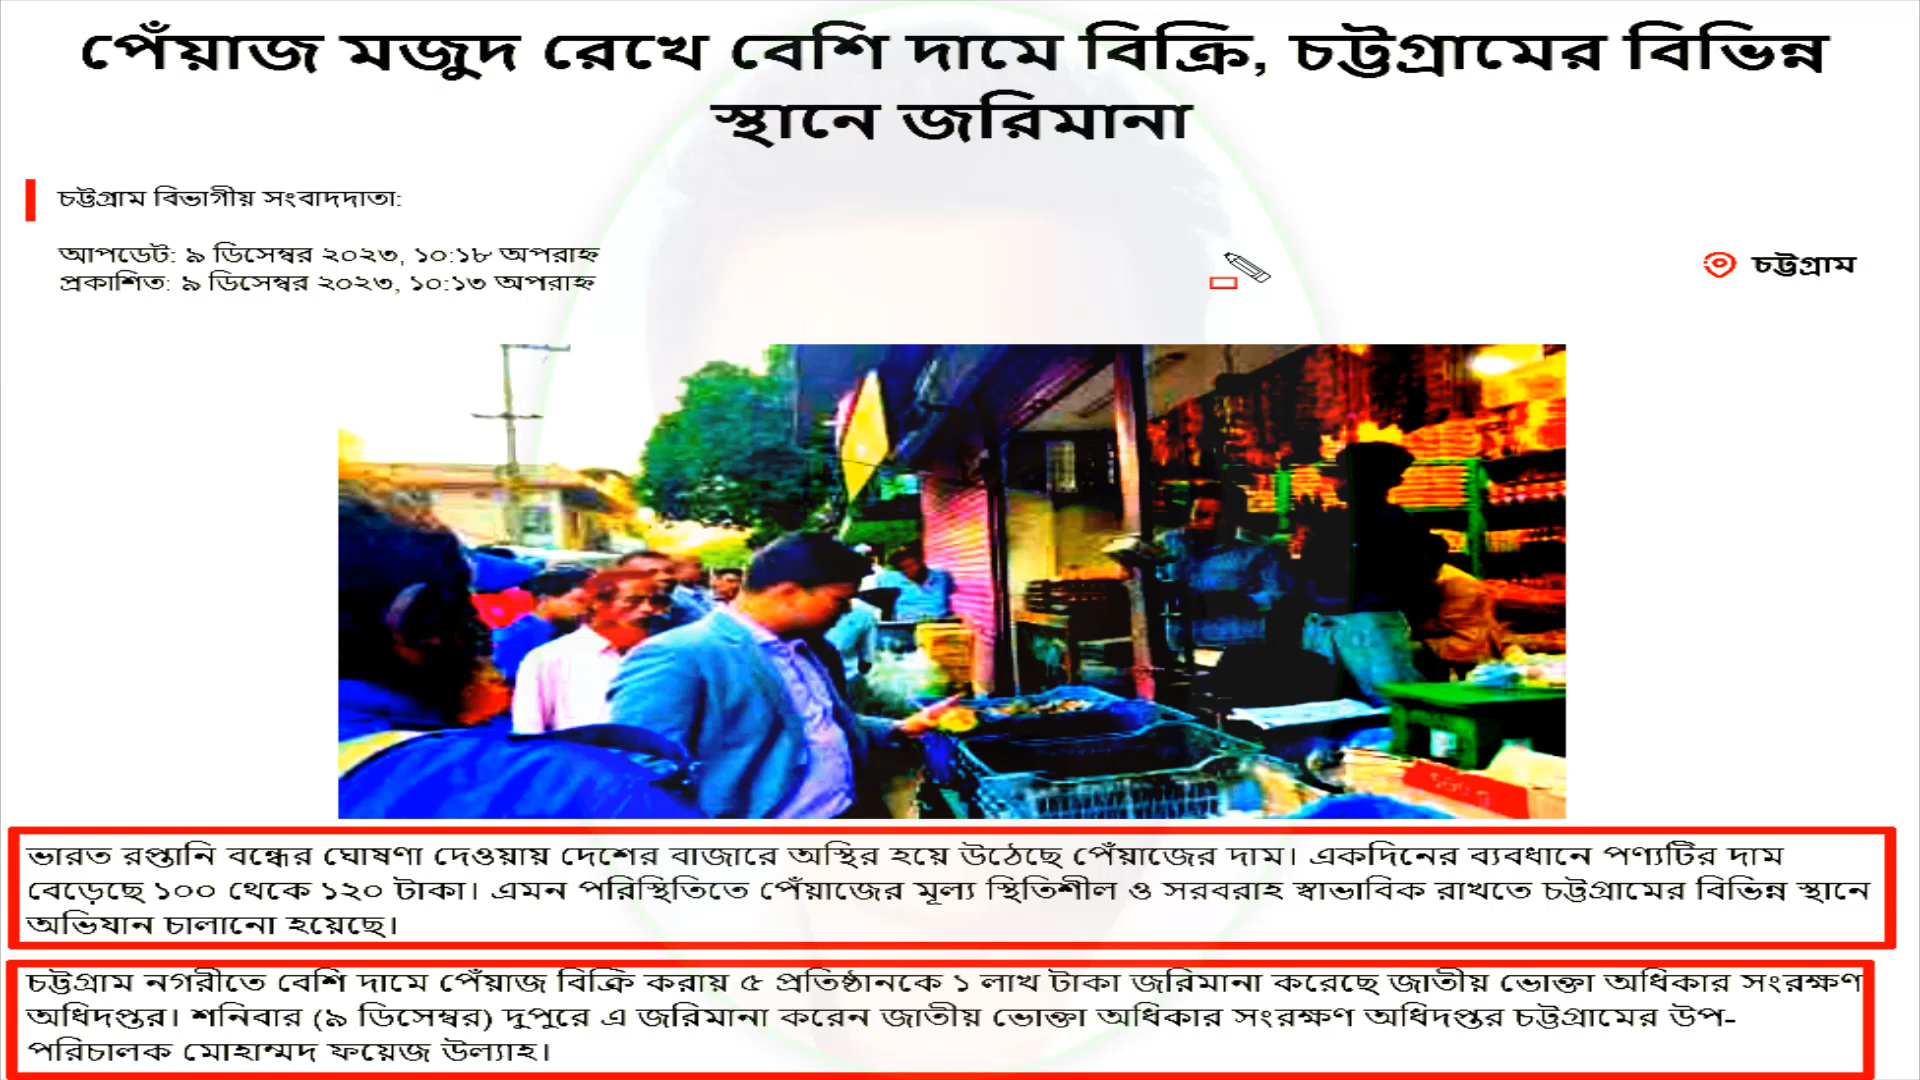 পেঁয়াজ মজুদ রেখে বেশি দামে বিক্রি, চট্টগ্রামের বিভিন্ন
স্থানে জরিমানা
চট্টগ্রাম বিভাগীয় সংবাদদাতা:
আপডেট: ৯ ডিসেম্বর ২০২৩, ১০:১৮ অপরাহ্ন
প্রকাশিত: ৯ ডিসেম্বর ২০২৩, ১০:১৩ অপরাহ্ন
চট্টগ্রাম
ভারত রপ্তানি বন্ধের ঘোষণা দেওয়ায় দেশের বাজারে অস্থির হয়ে উঠেছে পেঁয়াজের দাম। একদিনের ব্যবধানে পণ্যটির দাম
বেড়েছে ১০০ থেকে ১২০ টাকা। এমন পরিস্থিতিতে পেঁয়াজের মূল্য স্থিতিশীল ও সরবরাহ স্বাভাবিক রাখতে চট্টগ্রামের বিভিন্ন স্থানে
অভিযান চালানো হয়েছে।
চট্টগ্রাম নগরীতে বেশি দামে পেঁয়াজ বিক্রি করায় ৫ প্রতিষ্ঠানকে ১ লাখ টাকা জরিমানা করেছে জাতীয় ভোক্তা অধিকার সংরক্ষণ
অধিদপ্তর। শনিবার (৯ ডিসেম্বর) দুপুরে এ জরিমানা করেন জাতীয় ভোক্তা অধিকার সংরক্ষণ অধিদপ্তর চট্টগ্রামের উপ-
পরিচালক মোহাম্মদ ফয়েজ উল্যাহ।